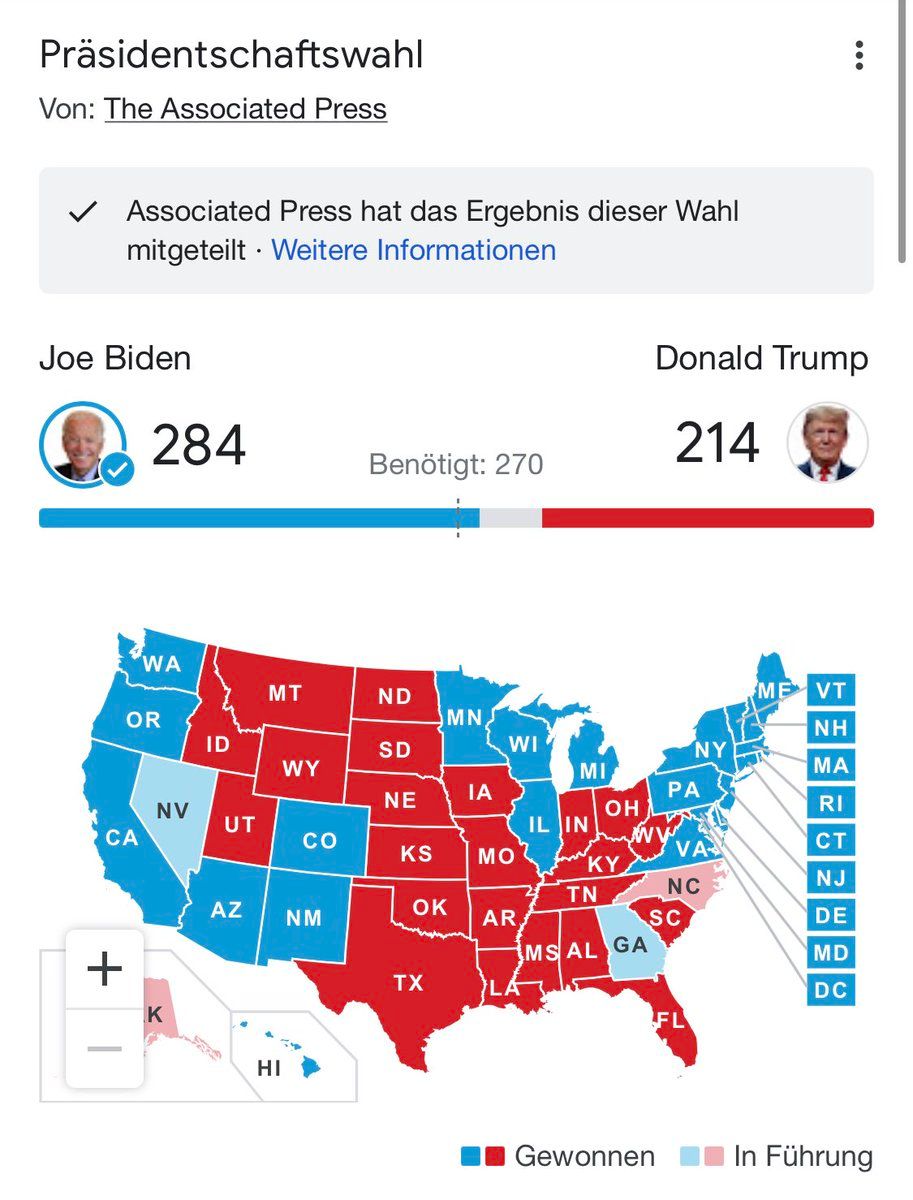 Präsidentschaftswahl
Von: The Associated Press
Associated Press hat das Ergebnis dieser Wahl
mitgeteilt · Weitere Informationen
Joe Biden
Donald Trump
284
Benötigt: 270
214
WA
MT
ND
MN
ME
VT
OR
ID
SD
WI
NY
NH
WY
MI
MA
NV
NE
IA
PA
RI
CA
UT
CO
IL
IN
OH
WV
VA
CT
KS
MO
KY
NJ
AZ
NM
OK
AR
TN
NC
SC
DE
MS
AL
GA
MD
TX
LA
DC
+
K
FL
−
HI
Gewonnen
In Führung